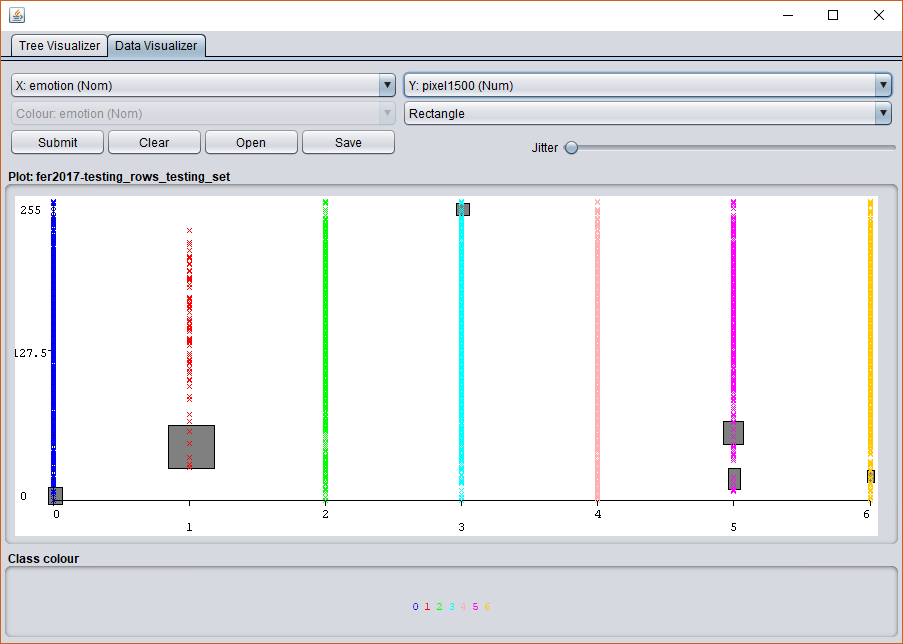 Tree Visualizer Data Visualizer
X: emotion (Nom) Y: pixel1500 (Num)
Colour: emotion (Nom) Rectangle
Submit Clear Open Save Jitter
Plot: fer2017-testing_rows_testing_set
255
127.5
0
0 2 4 6
1 3 5
Class colour
0 1 2 3 4 5 6